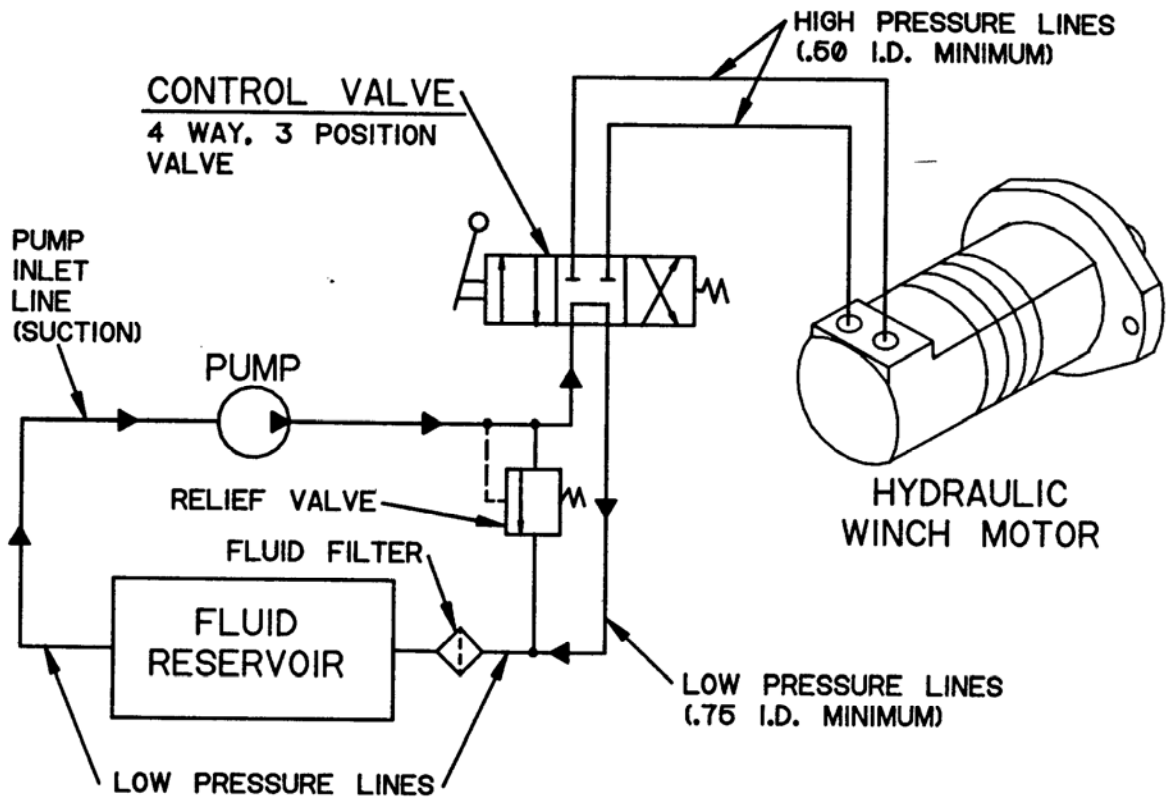 HIGH PRESSURE LINES
(.50 I.D. MINIMUM)
CONTROL VALVE
4 WAY, 3 POSITION
VALVE
PUMP
INLET
LINE
(SUCTION)
PUMP
RELIEF VALVE
FLUID FILTER
FLUID
RESERVOIR
HYDRAULIC
WINCH MOTOR
LOW PRESSURE LINES
(.75 I.D. MINIMUM)
LOW PRESSURE LINES